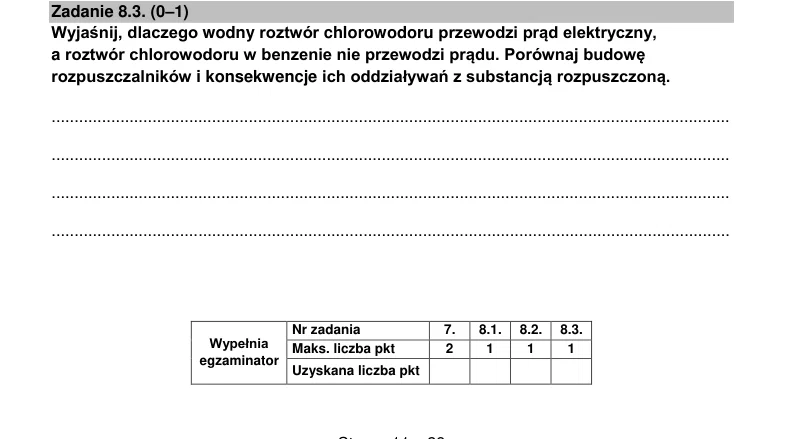 Zadanie 8.3. (0–1)
Wyjaśnij, dlaczego wodny roztwór chlorowodoru przewodzi prąd elektryczny,
a roztwór chlorowodoru w benzenie nie przewodzi prądu. Porównaj budowę
rozpuszczalników i konsekwencje ich oddziaływań z substancją rozpuszczoną.
Wypełnia
egzaminator
Nr zadania 7. 8.1. 8.2. 8.3.
Maks. liczba pkt 2 1 1 1
Uzyskana liczba pkt